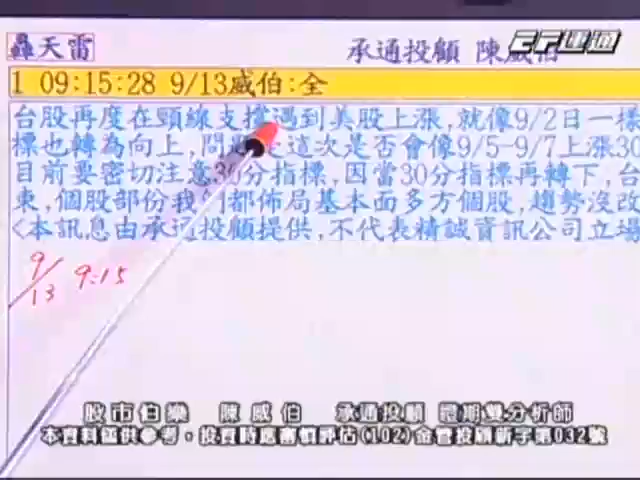 轟天雷
承通投顧 陳威伯
EF 運通
1 09:15:28 9/13威伯:全
台股再度在頸線支撐遇到美股上漲,就像9/2日一樣
標也轉為向上,問題是這次是否會像9/5-9/7上漲30
目前要密切注意30分指標,因當30分指標再轉下,台
東,個股部份我們都佈局基本面多方個股,趨勢沒改
<本訊息由承通投顧提供,不代表精誠資訊公司立場
9/13 9:15
股市伯樂 陳威伯 承通投顧 證期雙分析師
本資料僅供參考,投資時應審慎評估(102)金管投顧新字第032號